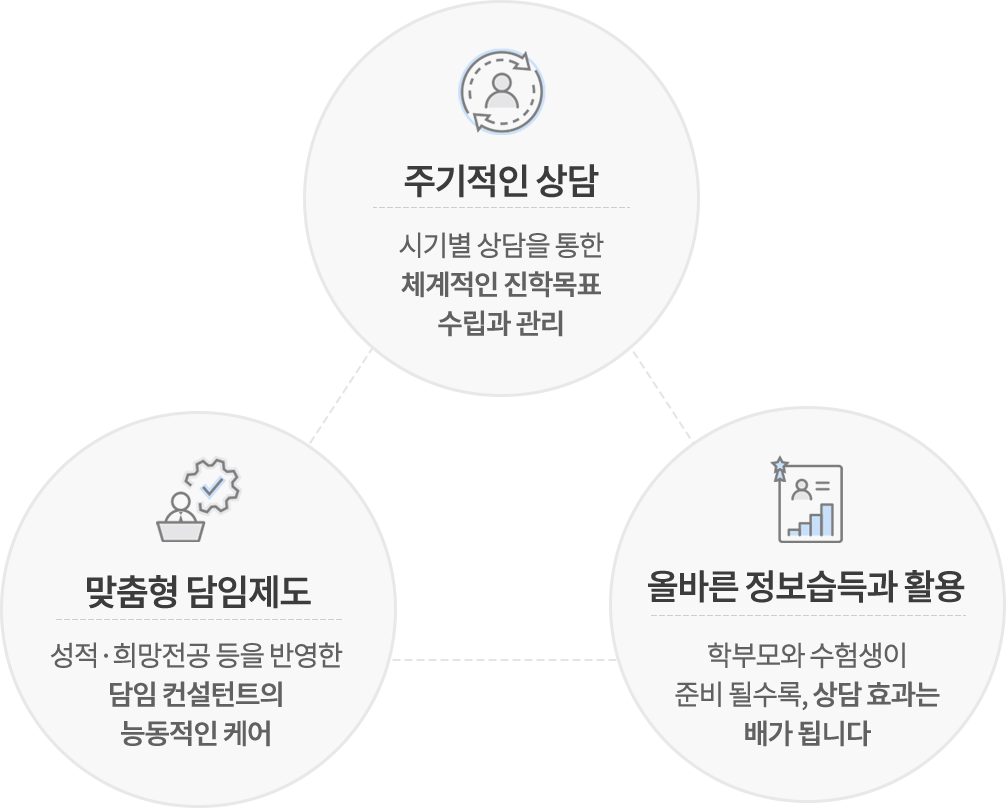 주기적인 상담
시기별 상담을 통한
체계적인 진학목표
수립과 관리
맞춤형 담임제도
성적·희망전공 등을 반영한
담임 컨설턴트의
능동적인 케어
올바른 정보습득과 활용
학부모와 수험생이
준비 될수록, 상담 효과는
배가 됩니다